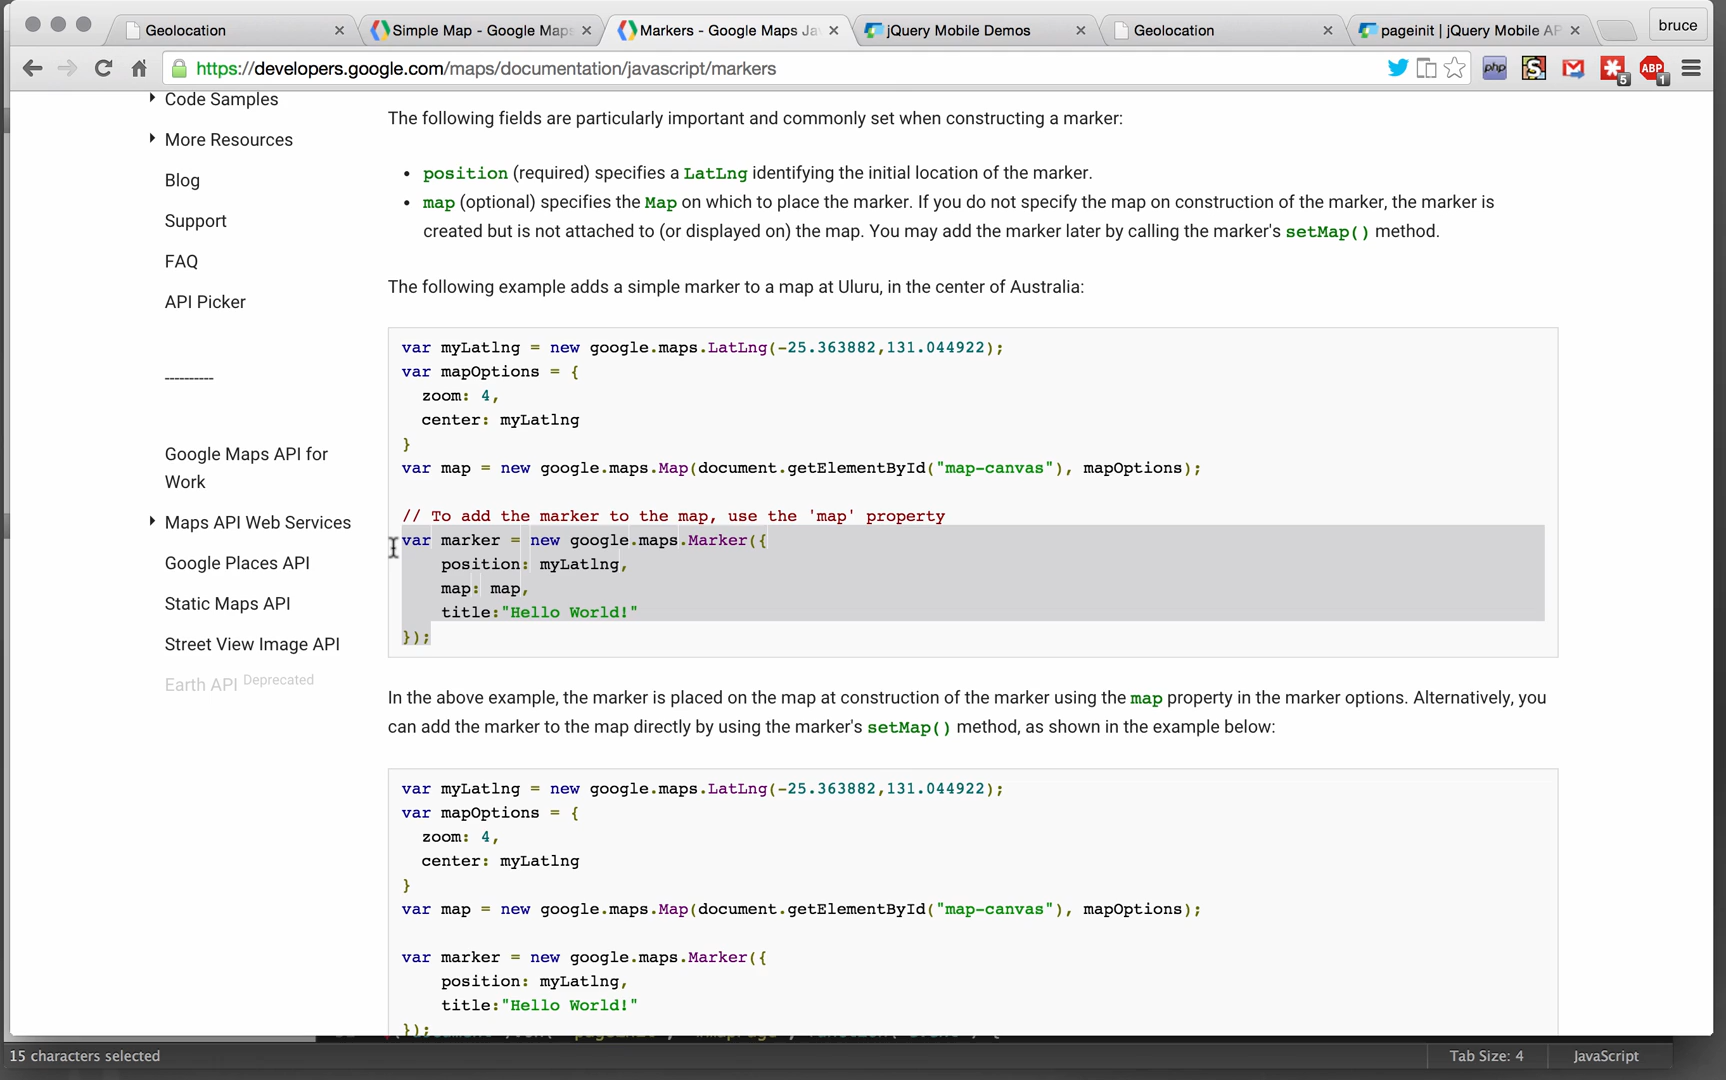 Geolocation
Simple Map - Google Maps
Markers - Google Maps Ja
jQuery Mobile Demos
Geolocation
pageinit | jQuery Mobile AP
bruce
https://developers.google.com/maps/documentation/javascript/markers
php
S
5
ABP
1
Code Samples
More Resources
Blog
Support
FAQ
API Picker
----------
Google Maps API for
Work
Maps API Web Services
Google Places API
Static Maps API
Street View Image API
Earth API Deprecated
The following fields are particularly important and commonly set when constructing a marker:
• position (required) specifies a LatLng identifying the initial location of the marker.
• map (optional) specifies the Map on which to place the marker. If you do not specify the map on construction of the marker, the marker is
created but is not attached to (or displayed on) the map. You may add the marker later by calling the marker's setMap() method.
The following example adds a simple marker to a map at Uluru, in the center of Australia:
var myLatlng = new google.maps.LatLng(-25.363882,131.044922);
var mapOptions = {
  zoom: 4,
  center: myLatlng
}
var map = new google.maps.Map(document.getElementById("map-canvas"), mapOptions);
// To add the marker to the map, use the 'map' property
var marker = new google.maps.Marker({
    position: myLatlng,
    map: map,
    title:"Hello World!"
});
In the above example, the marker is placed on the map at construction of the marker using the map property in the marker options. Alternatively, you
can add the marker to the map directly by using the marker's setMap() method, as shown in the example below:
var myLatlng = new google.maps.LatLng(-25.363882,131.044922);
var mapOptions = {
  zoom: 4,
  center: myLatlng
}
var map = new google.maps.Map(document.getElementById("map-canvas"), mapOptions);
var marker = new google.maps.Marker({
    position: myLatlng,
    title:"Hello World!"
});
15 characters selected
Tab Size: 4
JavaScript